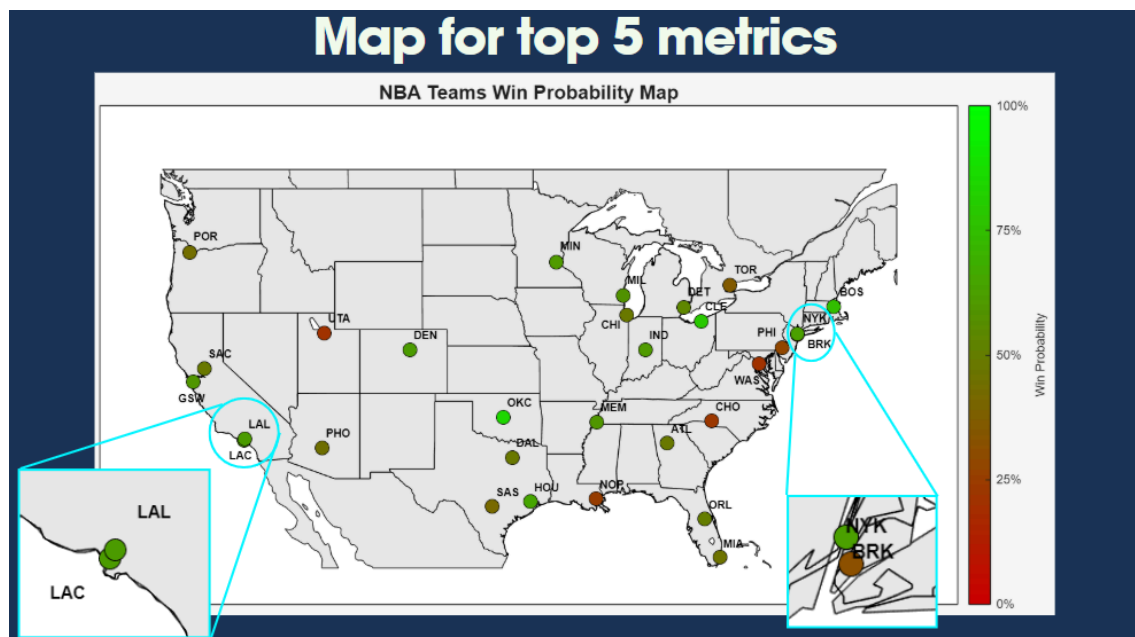 Map for top 5 metrics
NBA Teams Win Probability Map
100%
75%
50%
25%
0%
Win Probability
POR
MIN
TOR
MIL
DET
BOS
CLE
CHI
NYK
UTA
DEN
IND
PHI
BRK
SAC
WAS
GSW
OKC
MEM
CHO
LAL
PHO
DAL
ATL
LAC
SAS
HOU
NOP
ORL
MIA
LAL
LAC
NYK
BRK